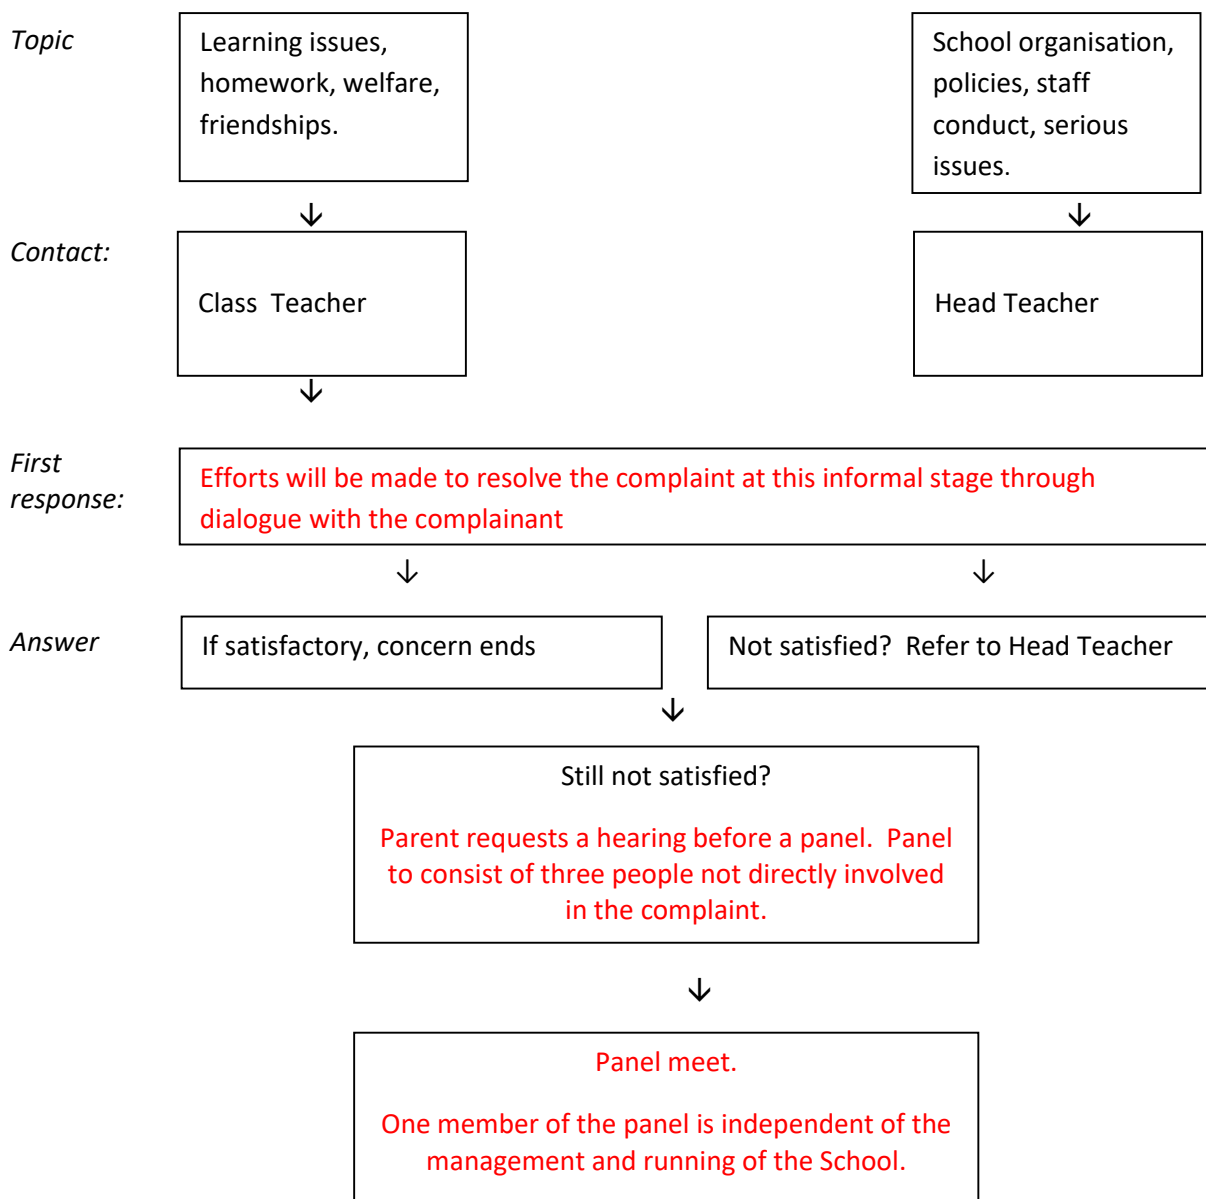 Topic
Learning issues,
homework, welfare,
friendships.
School organisation,
policies, staff
conduct, serious
issues.
Contact:
Class  Teacher
Head Teacher
First
response:
Efforts will be made to resolve the complaint at this informal stage through
dialogue with the complainant
Answer
If satisfactory, concern ends
Not satisfied?  Refer to Head Teacher
Still not satisfied?
Parent requests a hearing before a panel.  Panel
to consist of three people not directly involved
in the complaint.
Panel meet.
One member of the panel is independent of the
management and running of the School.